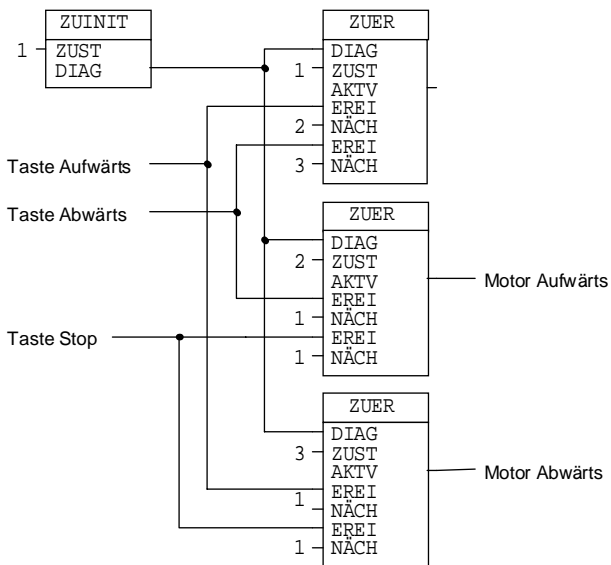 ZUINIT
1 ZUST
DIAG
ZUER
DIAG
1 ZUST
AKTV
EREI
2 NÄCH
EREI
3 NÄCH
Taste Aufwärts
Taste Abwärts
Taste Stop
ZUER
DIAG
2 ZUST
AKTV
EREI
1 NÄCH
EREI
1 NÄCH
Motor Aufwärts
ZUER
DIAG
3 ZUST
AKTV
EREI
1 NÄCH
EREI
1 NÄCH
Motor Abwärts